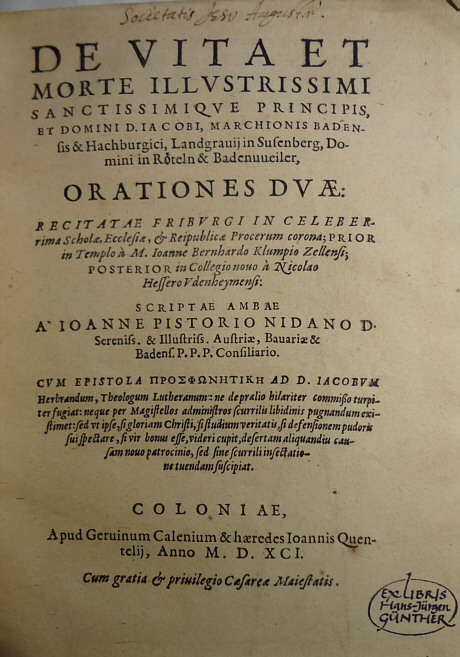 Societatis Jesu Augustae.
DE VITA ET
MORTE ILLVSTRISSIMI
SANCTISSIMIQVE PRINCIPIS,
ET DOMINI D. IACOBI, MARCHIONIS BADEN-
sis & Hachburgici, Landgrauij in Susenberg, Do-
mini in Röteln & Badenuueiler,
ORATIONES DVÆ:
RECITATAE FRIBVRGI IN CELEBER-
rima Scholæ, Ecclesiæ, & Reipublicæ Procerum corona; PRIOR
in Templo à M. Ioanne Bernhardo Klumpio Zellensi;
POSTERIOR in Collegio nouo à Nicolao
Hessero Vdenheymensi:
SCRIPTAE AMBAE
A' IOANNE PISTORIO NIDANO D.
Sereniss. & Illustriss. Austriæ, Bauariæ &
Badens. P. P. P. Consiliario.
CVM EPISTOLA ΠΡΟΣΦΩΝΗΤΙΚΗ AD D. IACOBVM
Herbrandum, Theologum Lutheranum: ne de prælio hilariter commisso turpi-
ter fugiat: neque per Magistellos administros scurrilis libidinis pugnandum exi-
stimet: sed vt ipse, si gloriam Christi, si studium veritatis, si defensionem pudoris
sui spectare, si vir bonus esse, videri cupit, desertam aliquandiu cau-
sam nouo patrocinio, sed sine scurrili insectatio-
ne tuendam suscipiat.
COLONIAE,
Apud Geruinum Calenium & hæredes Ioannis Quen-
telij, Anno M. D. XCI.
Cum gratia & priuilegio Cæsareæ Maiestatis.
EX LIBRIS
Hans-Jürgen
GÜNTHER